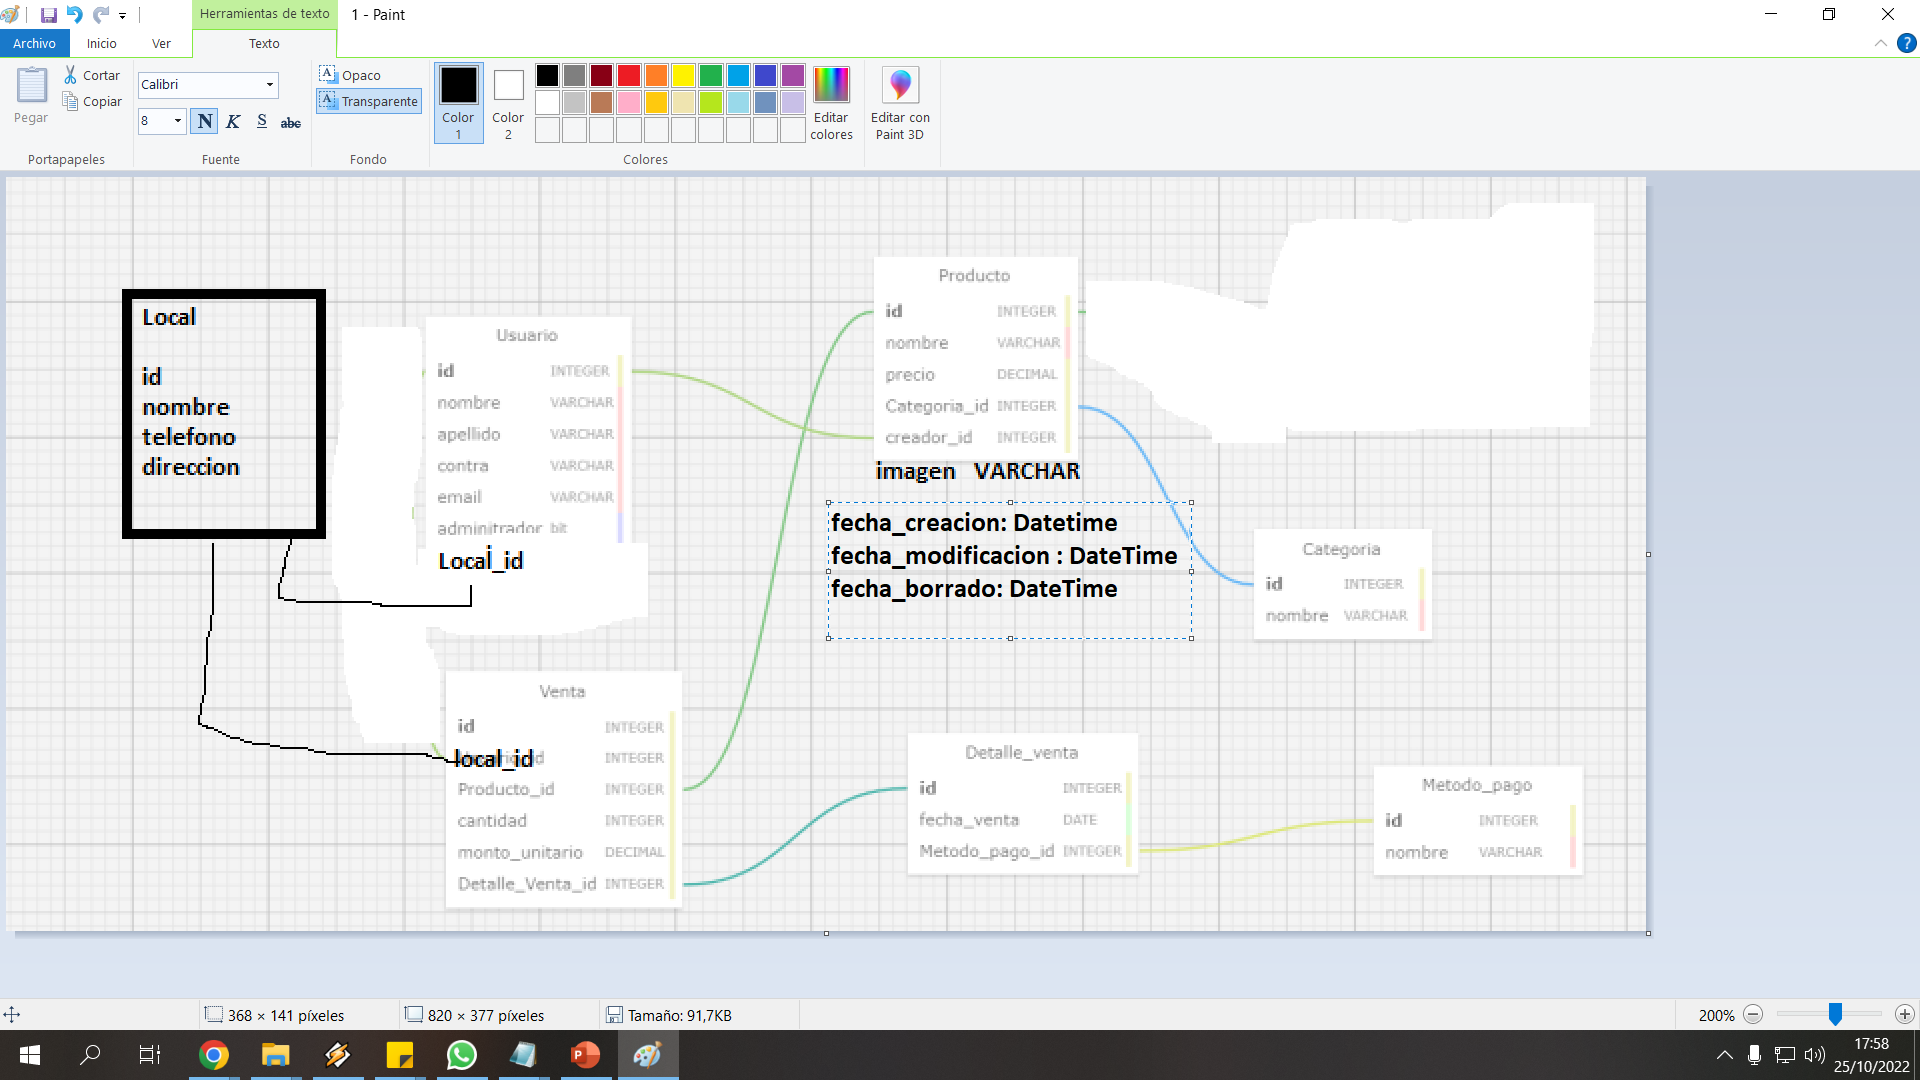 Herramientas de texto
1 - Paint
Archivo
Inicio
Ver
Texto
Pegar
Cortar
Copiar
Portapapeles
Calibri
8
N K S abc
Fuente
Opaco
Transparente
Fondo
Color 1
Color 2
Editar colores
Colores
Editar con Paint 3D
Local
id
nombre
telefono
direccion
Usuario
id INTEGER
nombre VARCHAR
apellido VARCHAR
contra VARCHAR
email VARCHAR
adminitrador bit
Local_id
Producto
id INTEGER
nombre VARCHAR
precio DECIMAL
Categoria_id INTEGER
creador_id INTEGER
imagen VARCHAR
fecha_creacion: Datetime
fecha_modificacion : DateTime
fecha_borrado: DateTime
Categoria
id INTEGER
nombre VARCHAR
Venta
id INTEGER
local_id INTEGER
Producto_id INTEGER
cantidad INTEGER
monto_unitario DECIMAL
Detalle_Venta_id INTEGER
Detalle_venta
id INTEGER
fecha_venta DATE
Metodo_pago_id INTEGER
Metodo_pago
id INTEGER
nombre VARCHAR
368 × 141 píxeles
820 × 377 píxeles
Tamaño: 91,7KB
200%
17:58
25/10/2022